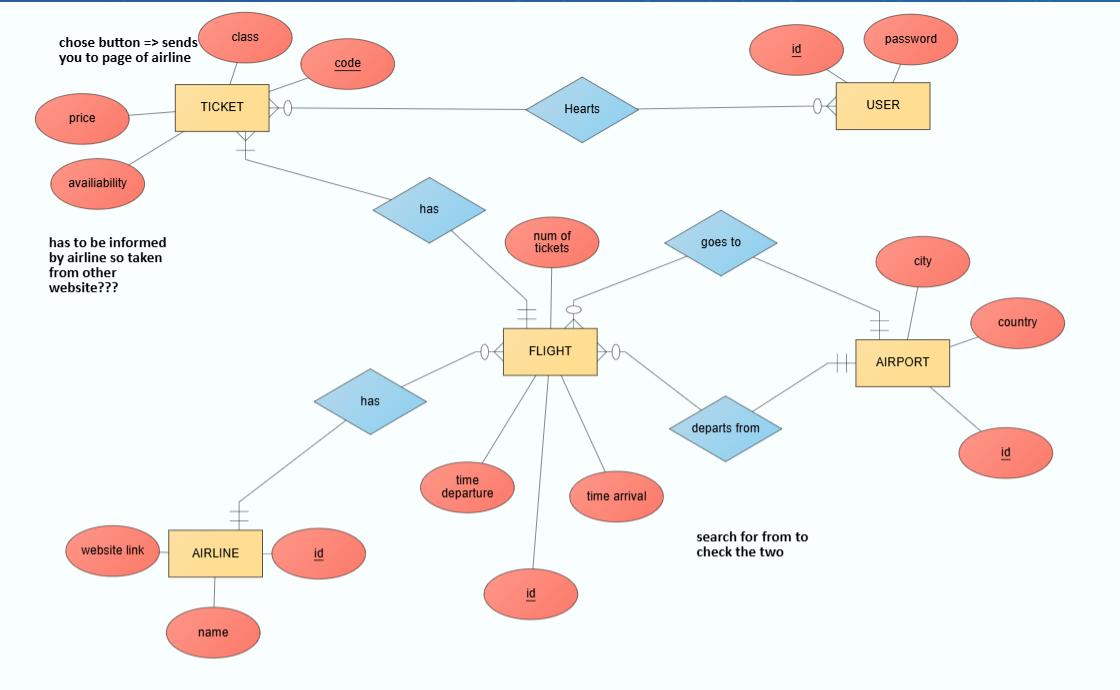 chose button => sends
you to page of airline
class
code
id
password
TICKET
Hearts
USER
price
availiability
has
num of
tickets
goes to
city
has to be informed
by airline so taken
from other
website???
country
FLIGHT
AIRPORT
has
departs from
id
time
departure
time arrival
search for from to
check the two
website link
AIRLINE
id
id
name